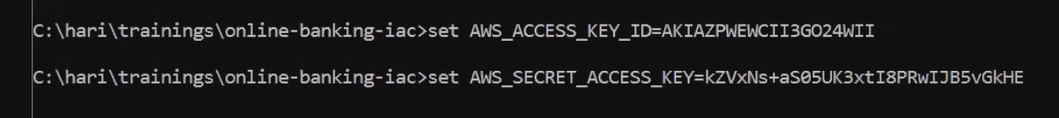 C:\hari\trainings\online-banking-iac>set AWS_ACCESS_KEY_ID=AKIAZPWEWCII3GO24WII
C:\hari\trainings\online-banking-iac>set AWS_SECRET_ACCESS_KEY=kZVxNs+aS05UK3xtI8PRwIJB5vGkHE